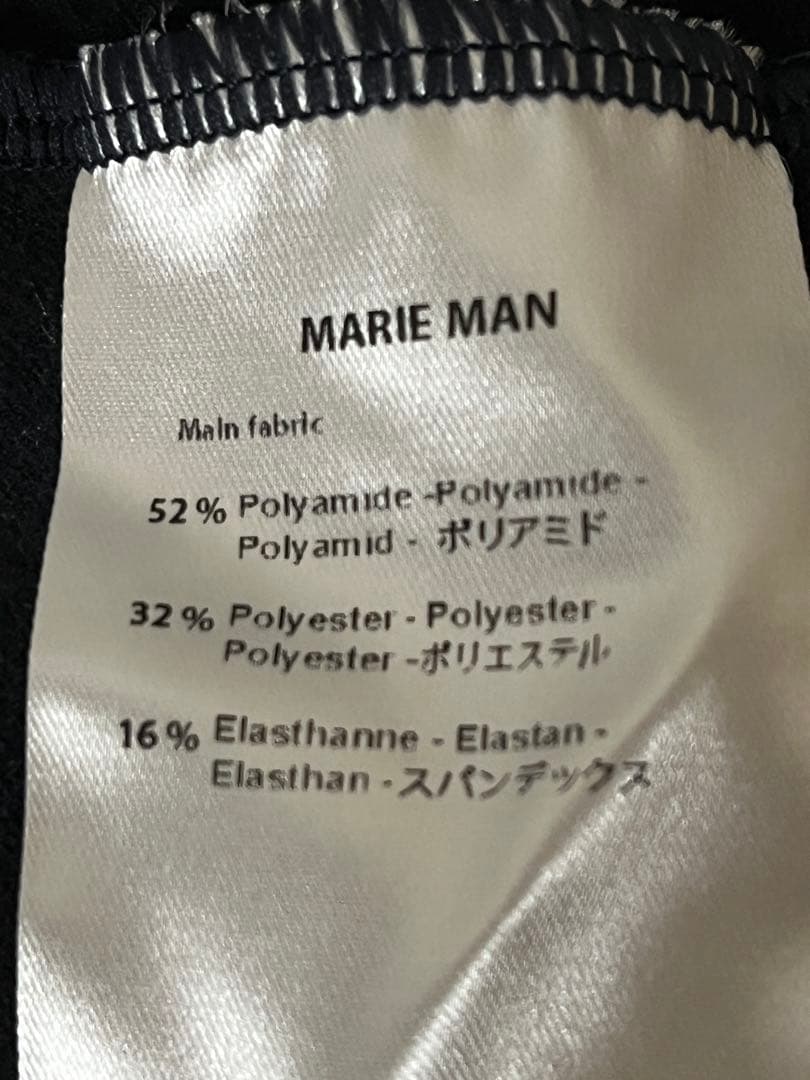 MARIE MAN
Main fabric
52 % Polyamide -Polyamide -
Polyamid - ポリアミド
32 % Polyester - Polyester -
Polyester -ポリエステル
16 % Elasthanne - Elastan -
Elasthan -スパンデックス